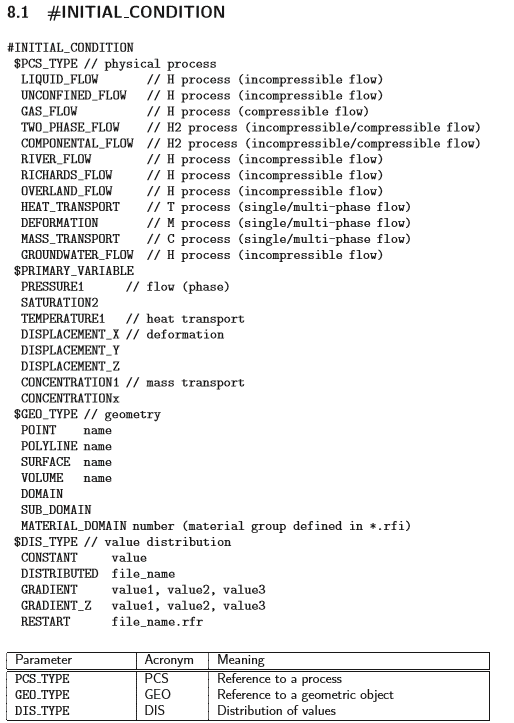 8.1 #INITIAL_CONDITION
#INITIAL_CONDITION
$PCS_TYPE // physical process
LIQUID_FLOW // H process (incompressible flow)
UNCONFINED_FLOW // H process (incompressible flow)
GAS_FLOW // H process (compressible flow)
TWO_PHASE_FLOW // H2 process (incompressible/compressible flow)
COMPONENTAL_FLOW // H2 process (incompressible/compressible flow)
RIVER_FLOW // H process (incompressible flow)
RICHARDS_FLOW // H process (incompressible flow)
OVERLAND_FLOW // H process (incompressible flow)
HEAT_TRANSPORT // T process (single/multi-phase flow)
DEFORMATION // M process (single/multi-phase flow)
MASS_TRANSPORT // C process (single/multi-phase flow)
GROUNDWATER_FLOW // H process (incompressible flow)
$PRIMARY_VARIABLE
PRESSURE1 // flow (phase)
SATURATION2
TEMPERATURE1 // heat transport
DISPLACEMENT_X // deformation
DISPLACEMENT_Y
DISPLACEMENT_Z
CONCENTRATION1 // mass transport
CONCENTRATIONx
$GEO_TYPE // geometry
POINT name
POLYLINE name
SURFACE name
VOLUME name
DOMAIN
SUB_DOMAIN
MATERIAL_DOMAIN number (material group defined in *.rfi)
$DIS_TYPE // value distribution
CONSTANT value
DISTRIBUTED file_name
GRADIENT value1, value2, value3
GRADIENT_Z value1, value2, value3
RESTART file_name.rfr
Parameter Acronym Meaning
PCS_TYPE PCS Reference to a process
GEO_TYPE GEO Reference to a geometric object
DIS_TYPE DIS Distribution of values